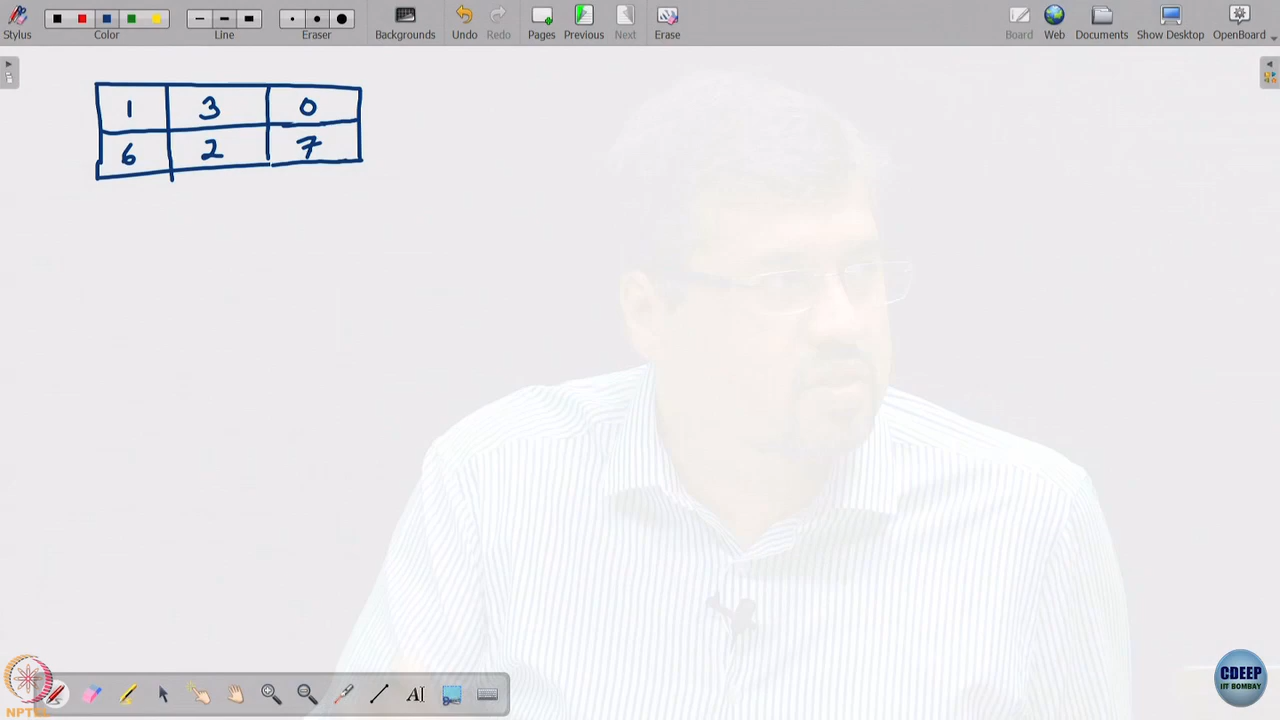 Stylus Color Line Eraser Backgrounds Undo Redo Pages Previous Next Erase Board Web Documents Show Desktop OpenBoard
1 3 0
6 2 7
NPTEL
CDEEP
IIT BOMBAY